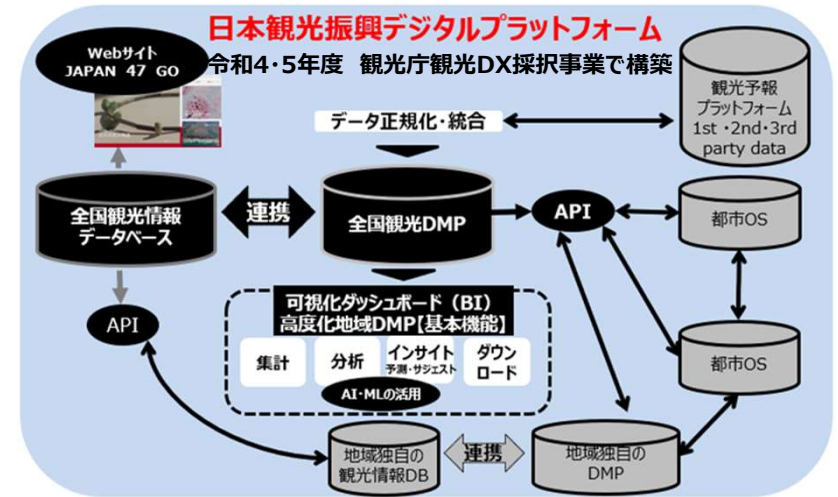 日本観光振興デジタルプラットフォーム
令和4・5年度 観光庁観光DX採択事業で構築
Webサイト
JAPAN 47 GO
データ正規化・統合
観光予報
プラットフォーム
1st・2nd・3rd
party data
全国観光情報
データベース
連携
全国観光DMP
API
都市OS
可視化ダッシュボード（BI）
高度化地域DMP【基本機能】
集計
分析
インサイト
予測・サジェスト
ダウン
ロード
AI・MLの活用
API
都市OS
地域独自の
観光情報DB
連携
地域独自の
DMP